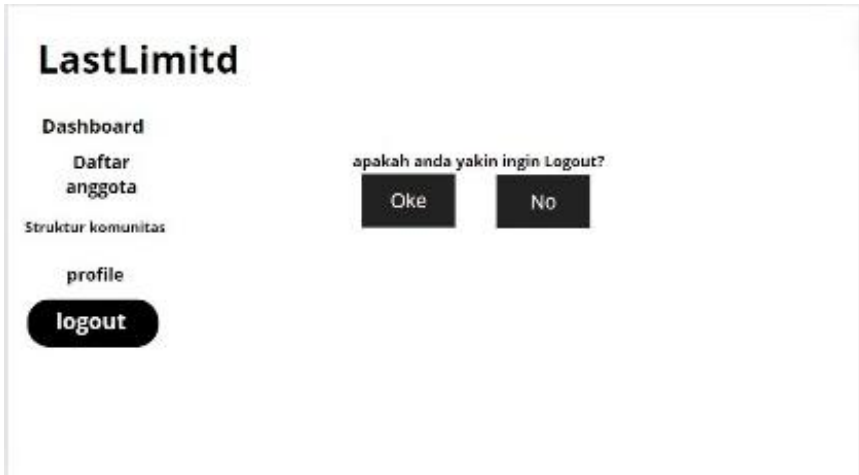 LastLimitd
Dashboard
Daftar
anggota
Struktur komunitas
profile
logout
apakah anda yakin ingin Logout?
Oke
No